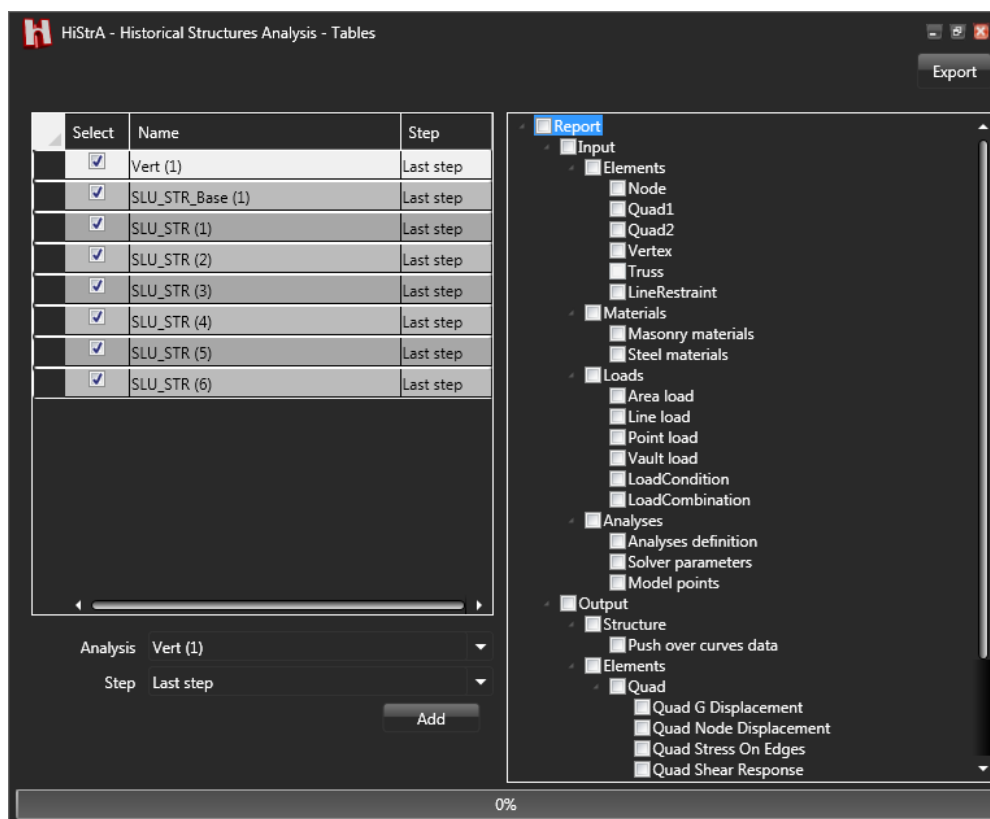 HiStrA - Historical Structures Analysis - Tables
Export
Select Name Step
Vert (1) Last step
SLU_STR_Base (1) Last step
SLU_STR (1) Last step
SLU_STR (2) Last step
SLU_STR (3) Last step
SLU_STR (4) Last step
SLU_STR (5) Last step
SLU_STR (6) Last step
Analysis Vert (1)
Step Last step
Add
Report
Input
Elements
Node
Quad1
Quad2
Vertex
Truss
LineRestraint
Materials
Masonry materials
Steel materials
Loads
Area load
Line load
Point load
Vault load
LoadCondition
LoadCombination
Analyses
Analyses definition
Solver parameters
Model points
Output
Structure
Push over curves data
Elements
Quad
Quad G Displacement
Quad Node Displacement
Quad Stress On Edges
Quad Shear Response
0%